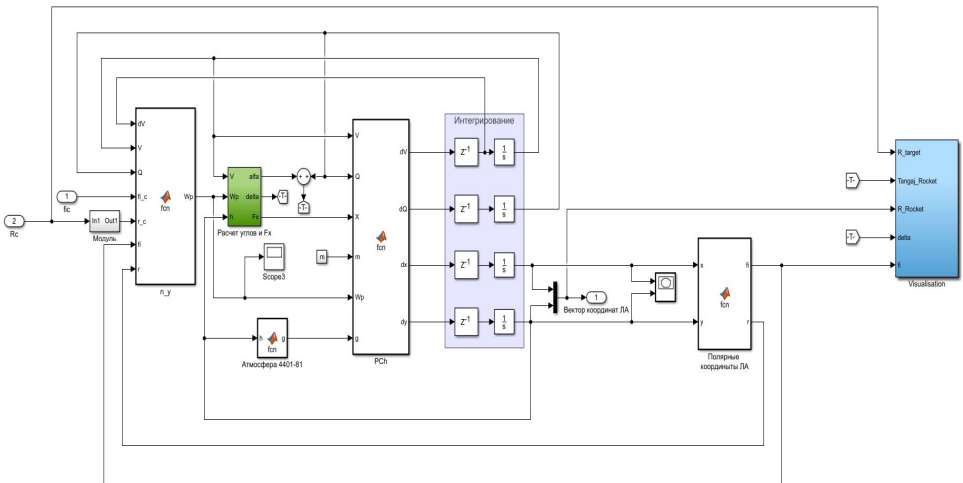 Интегрирование
dV
V
Q
fi_c
r_c
fi
r
Wp
fcn
n_y
1
fic
2
Rc
In1 Out1
Модуль
V
Wp
h
alfa
delta
Fx
Расчет углов и Fx
+ +
-T-
-T-
Scope3
m
h
g
fcn
Атмосфера 4401-81
V
Q
X
m
Wp
g
fcn
dV
dQ
dx
dy
PCh
Z-1
1
s
Z-1
1
s
Z-1
1
s
Z-1
1
s
1
Вектор координат ЛА
x
y
fcn
fi
r
Полярные
координыты ЛА
-T-
-T-
R_target
Tangaj_Rocket
R_Rocket
delta
fi
Visualisation